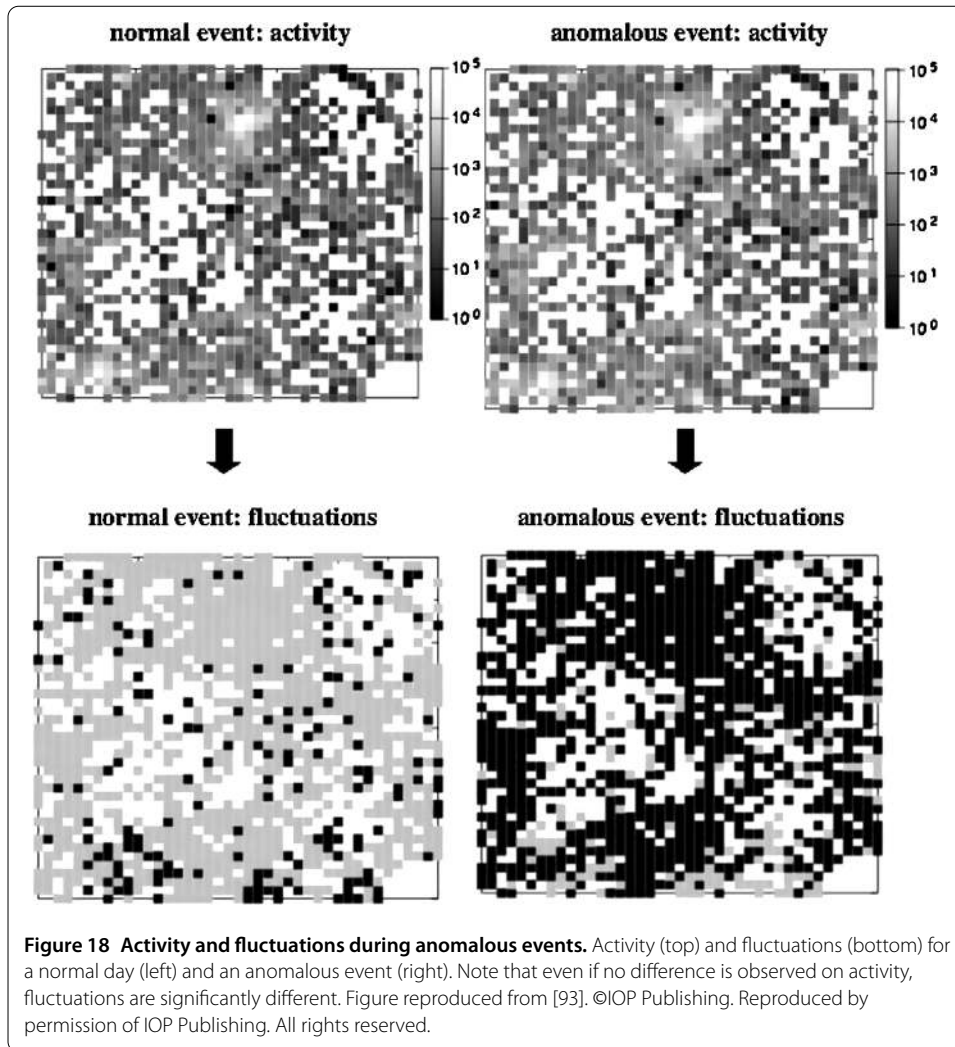 normal event: activity
anomalous event: activity
10⁵
10⁴
10³
10²
10¹
10⁰
10⁵
10⁴
10³
10²
10¹
10⁰
normal event: fluctuations
anomalous event: fluctuations
Figure 18 Activity and fluctuations during anomalous events. Activity (top) and fluctuations (bottom) for
a normal day (left) and an anomalous event (right). Note that even if no difference is observed on activity,
fluctuations are significantly different. Figure reproduced from [93]. ©IOP Publishing. Reproduced by
permission of IOP Publishing. All rights reserved.